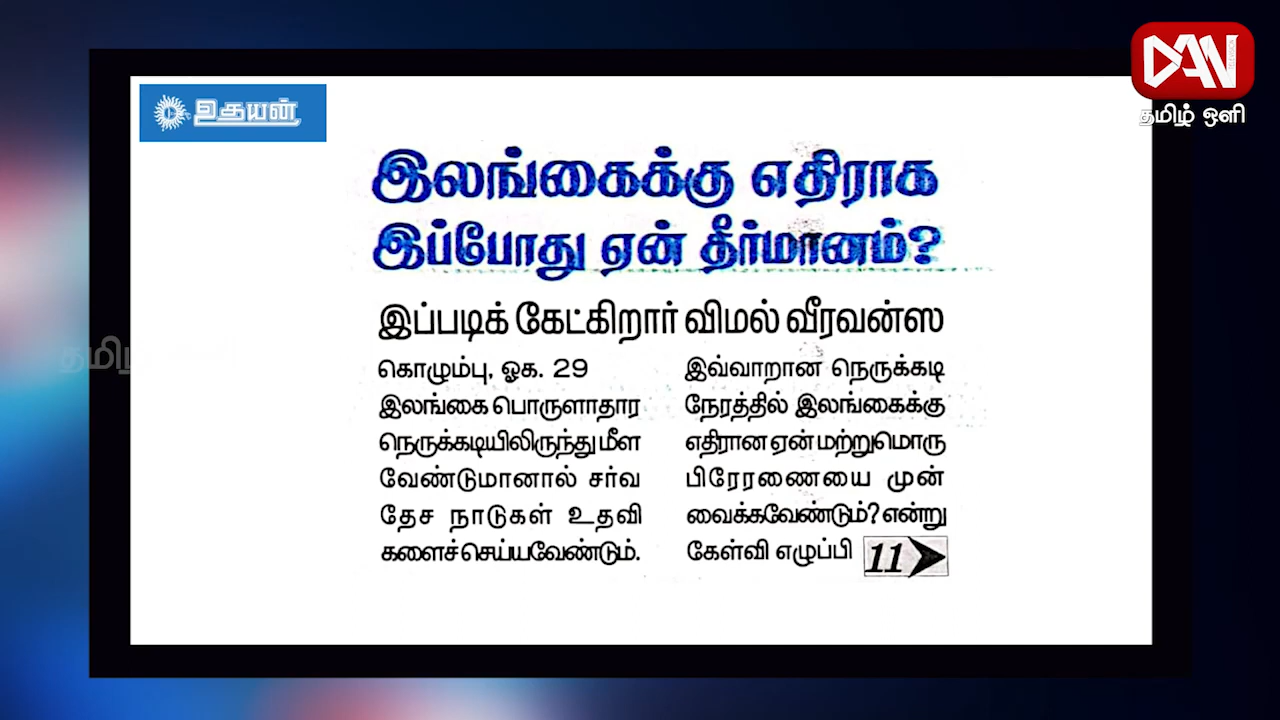 உதயன்
DAN
தமிழ் ஒளி
இலங்கைக்கு எதிராக
இப்போது ஏன் தீர்மானம்?
இப்படிக் கேட்கிறார் விமல் வீரவன்ஸ
கொழும்பு, ஓக. 29
இலங்கை பொருளாதார
நெருக்கடியிலிருந்து மீள
வேண்டுமானால் சர்வ
தேச நாடுகள் உதவி
களைச் செய்யவேண்டும்.
இவ்வாறான நெருக்கடி
நேரத்தில் இலங்கைக்கு
எதிரான ஏன் மற்றுமொரு
பிரேரணையை முன்
வைக்கவேண்டும்? என்று
கேள்வி எழுப்பி 11
தமிழ்